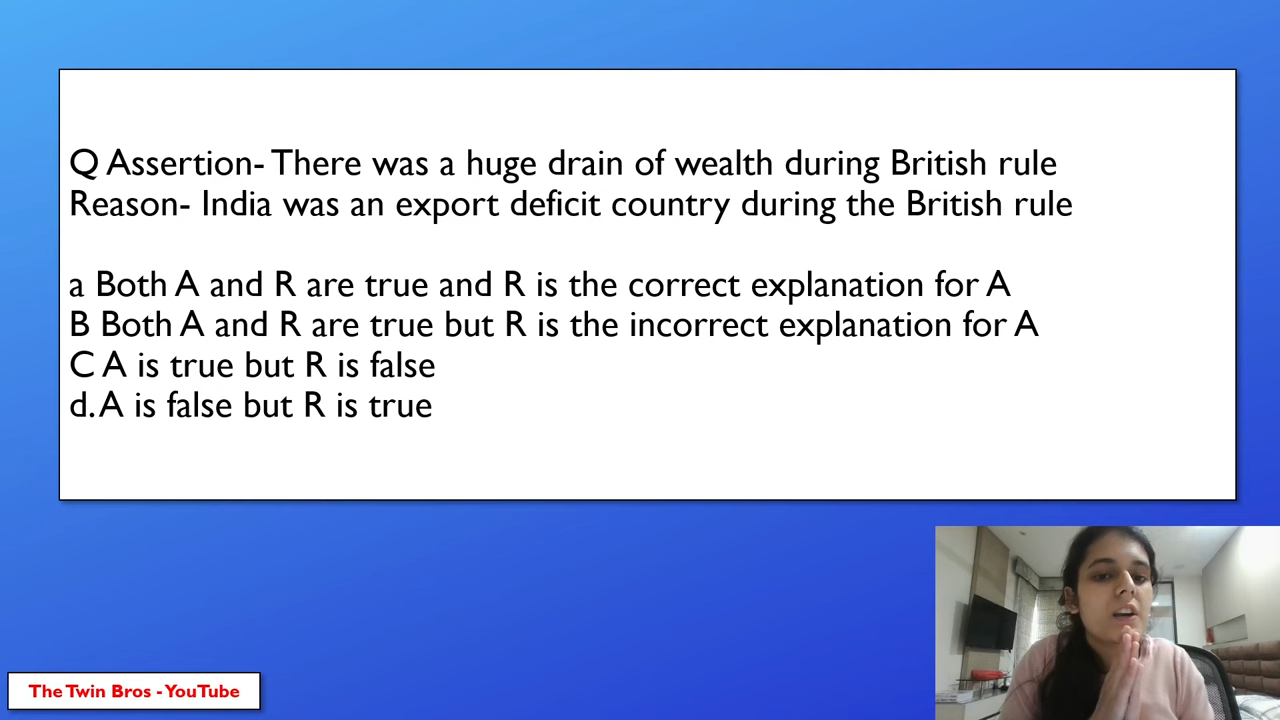 Q Assertion- There was a huge drain of wealth during British rule
Reason- India was an export deficit country during the British rule
a Both A and R are true and R is the correct explanation for A
B Both A and R are true but R is the incorrect explanation for A
C A is true but R is false
d. A is false but R is true
The Twin Bros - YouTube